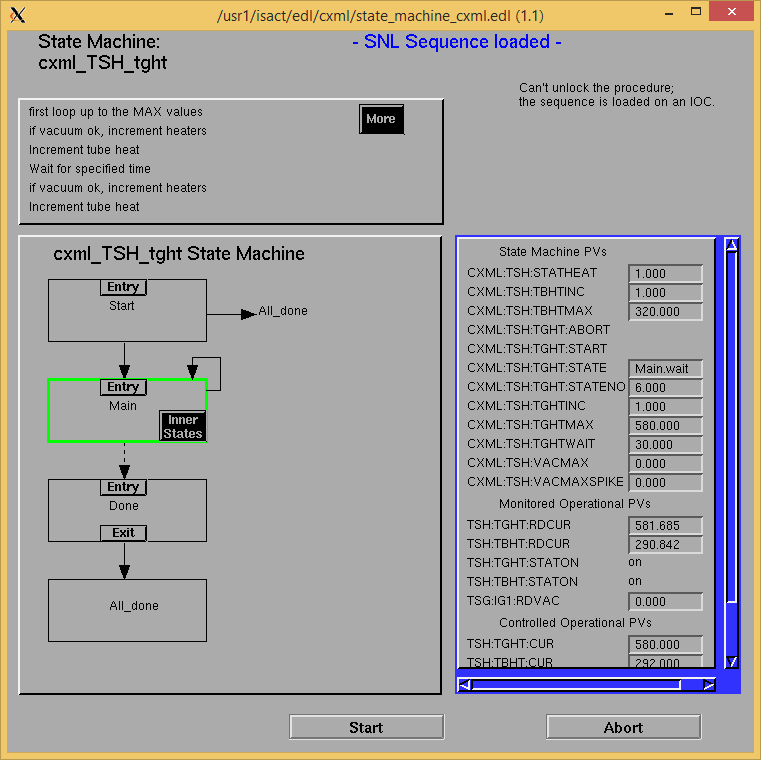 /usr1/isact/edl/cxml/state_machine_cxml.edl (1.1)
State Machine:
cxml_TSH_tght
- SNL Sequence loaded -
Can't unlock the procedure;
the sequence is loaded on an IOC.
first loop up to the MAX values
if vacuum ok, increment heaters
Increment tube heat
Wait for specified time
if vacuum ok, increment heaters
Increment tube heat
More
cxml_TSH_tght State Machine
Entry
Start
All_done
Entry
Main
Inner
States
Entry
Done
Exit
All_done
State Machine PVs
CXML:TSH:STATHEAT 1.000
CXML:TSH:TBHTINC 1.000
CXML:TSH:TBHTMAX 320.000
CXML:TSH:TGHT:ABORT
CXML:TSH:TGHT:START
CXML:TSH:TGHT:STATE Main.wait
CXML:TSH:TGHT:STATENO 6.000
CXML:TSH:TGHTINC 1.000
CXML:TSH:TGHTMAX 580.000
CXML:TSH:TGHTWAIT 30.000
CXML:TSH:VACMAX 0.000
CXML:TSH:VACMAXSPIKE 0.000
Monitored Operational PVs
TSH:TGHT:RDCUR 581.685
TSH:TBHT:RDCUR 290.842
TSH:TGHT:STATON on
TSH:TBHT:STATON on
TSG:IG1:RDVAC 0.000
Controlled Operational PVs
TSH:TGHT:CUR 580.000
TSH:TBHT:CUR 292.000
Start
Abort